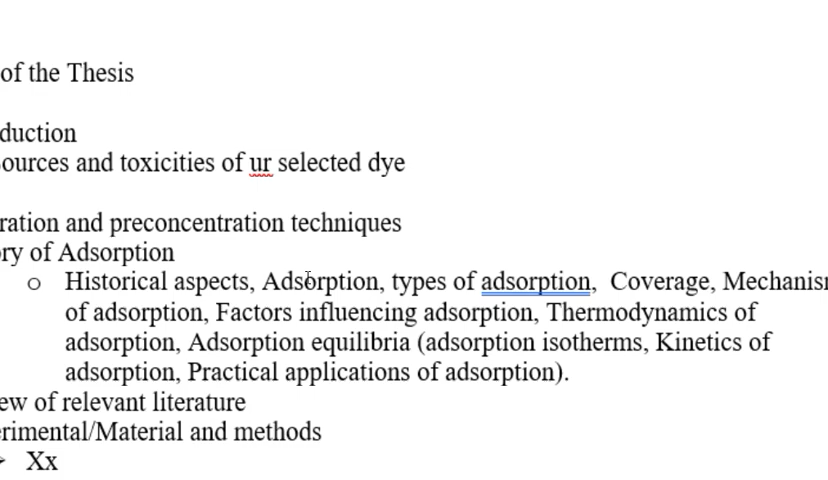 of the Thesis
duction
ources and toxicities of ur selected dye
ration and preconcentration techniques
ry of Adsorption
o Historical aspects, Adsorption, types of adsorption, Coverage, Mechanis
of adsorption, Factors influencing adsorption, Thermodynamics of
adsorption, Adsorption equilibria (adsorption isotherms, Kinetics of
adsorption, Practical applications of adsorption).
ew of relevant literature
erimental/Material and methods
Xx